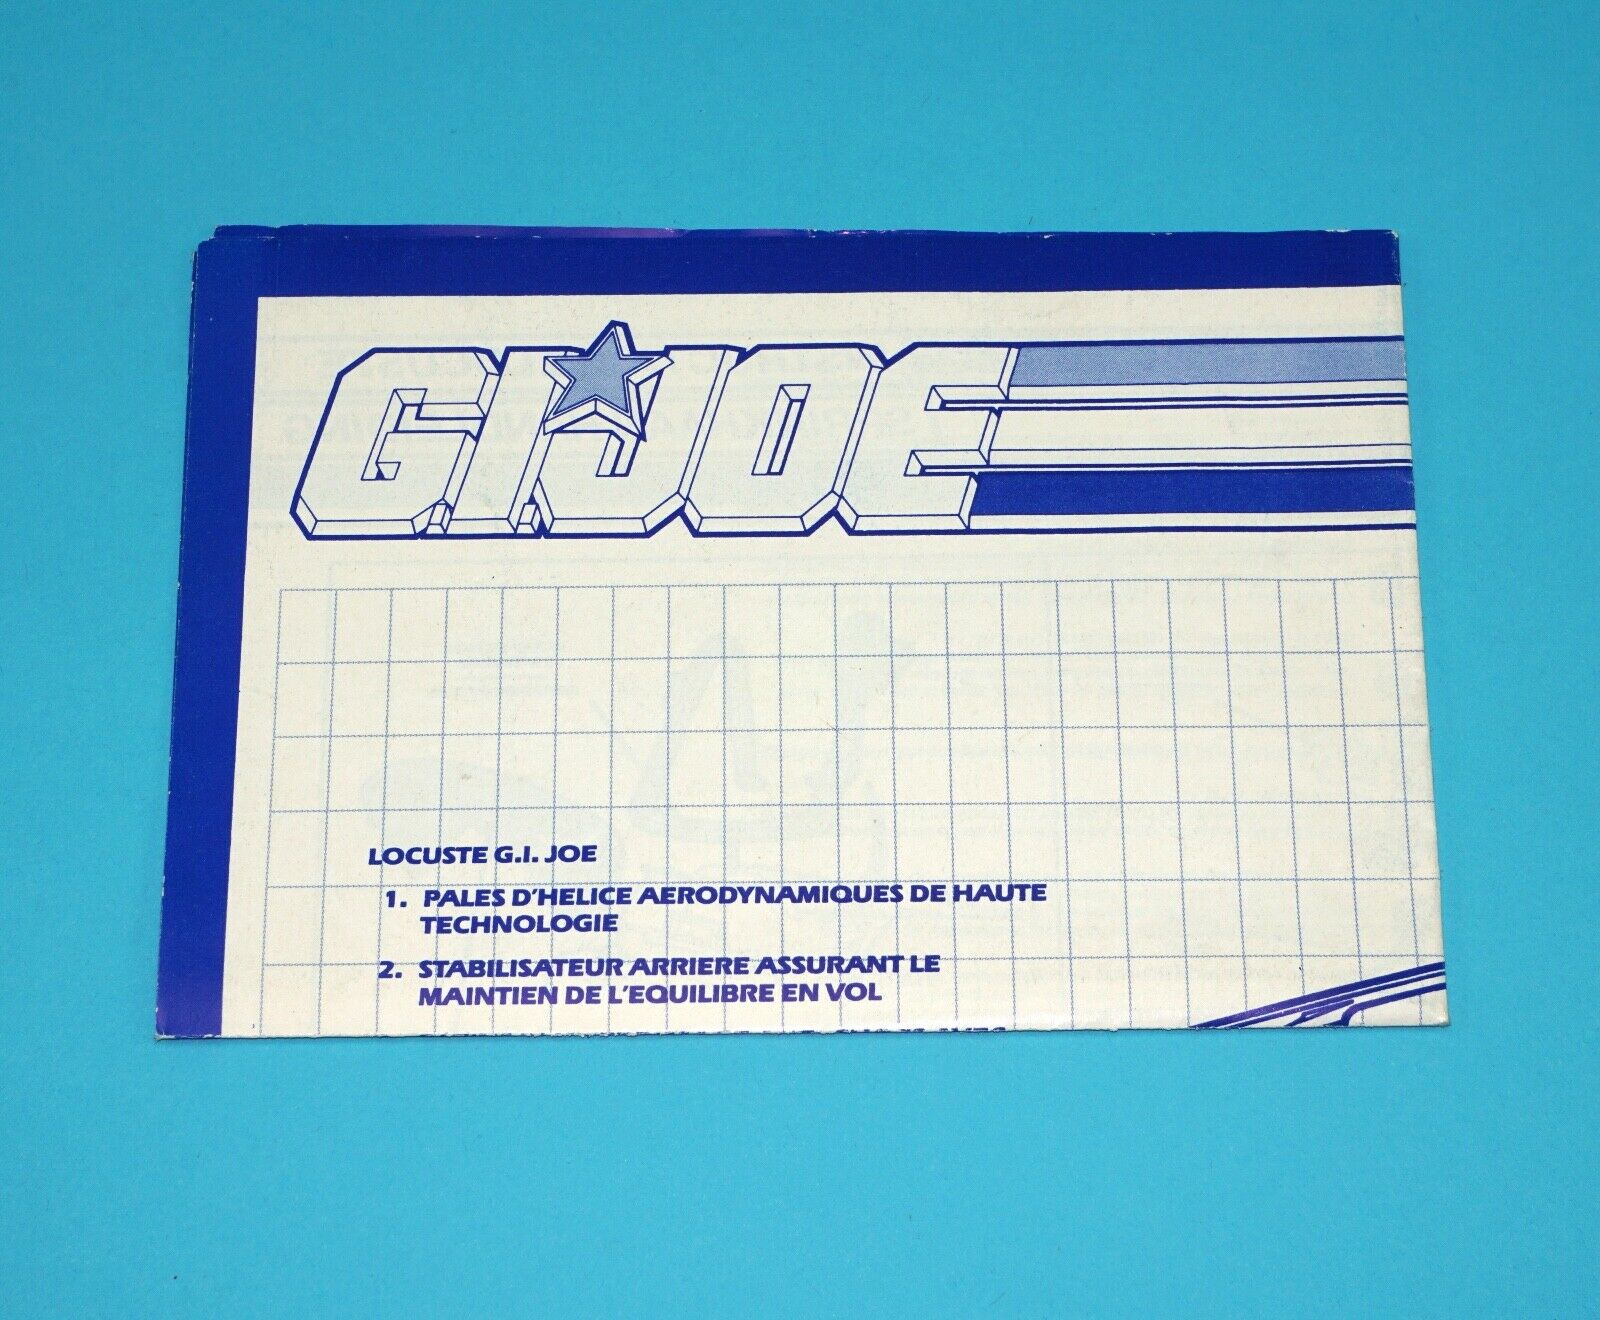 G.I. JOE
LOCUSTE G.I. JOE
1. PALES D'HELICE AERODYNAMIQUES DE HAUTE
TECHNOLOGIE
2. STABILISATEUR ARRIERE ASSURANT LE
MAINTIEN DE L'EQUILIBRE EN VOL